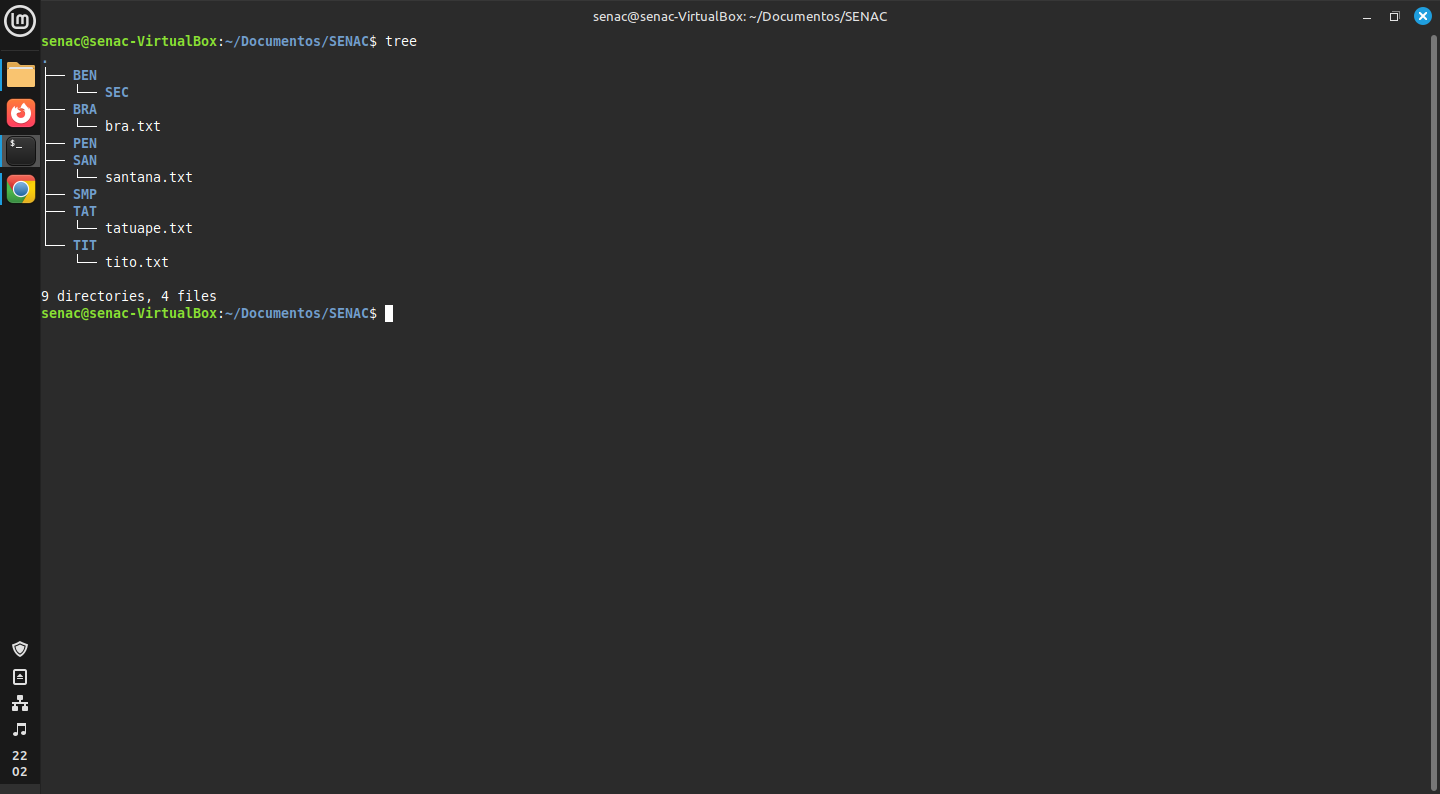 senac@senac-VirtualBox: ~/Documentos/SENAC
senac@senac-VirtualBox:~/Documentos/SENAC$ tree
.
├── BEN
│   └── SEC
├── BRA
│   └── bra.txt
├── PEN
├── SAN
│   └── santana.txt
├── SMP
├── TAT
│   └── tatuape.txt
└── TIT
    └── tito.txt

9 directories, 4 files
senac@senac-VirtualBox:~/Documentos/SENAC$
$_
22
02